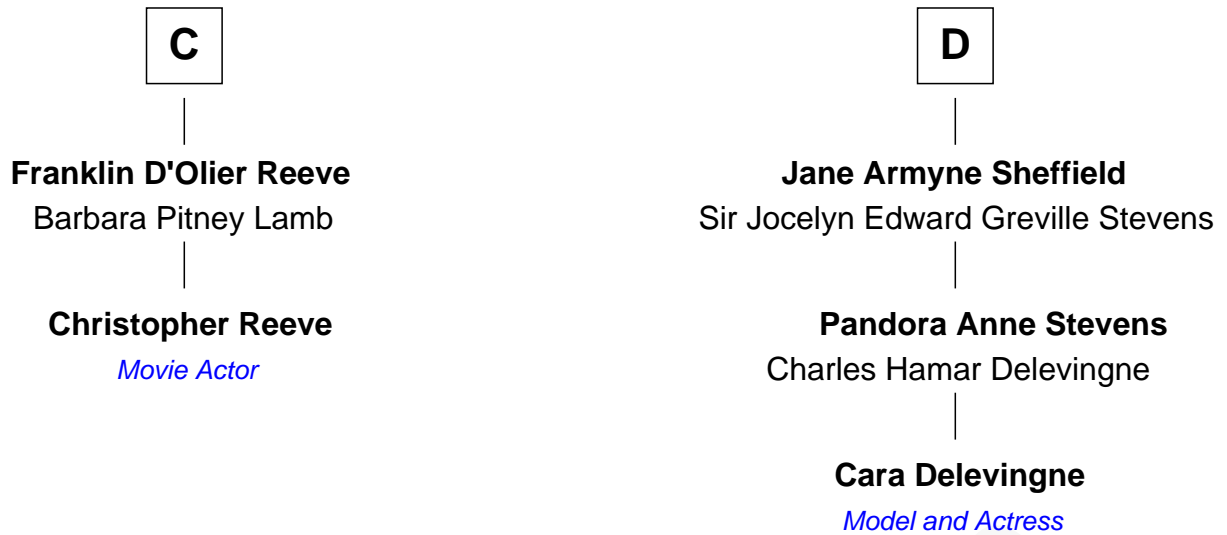 C
Franklin D'Olier Reeve
Barbara Pitney Lamb
Christopher Reeve
Movie Actor
D
Jane Armyne Sheffield
Sir Jocelyn Edward Greville Stevens
Pandora Anne Stevens
Charles Hamar Delevingne
Cara Delevingne
Model and Actress